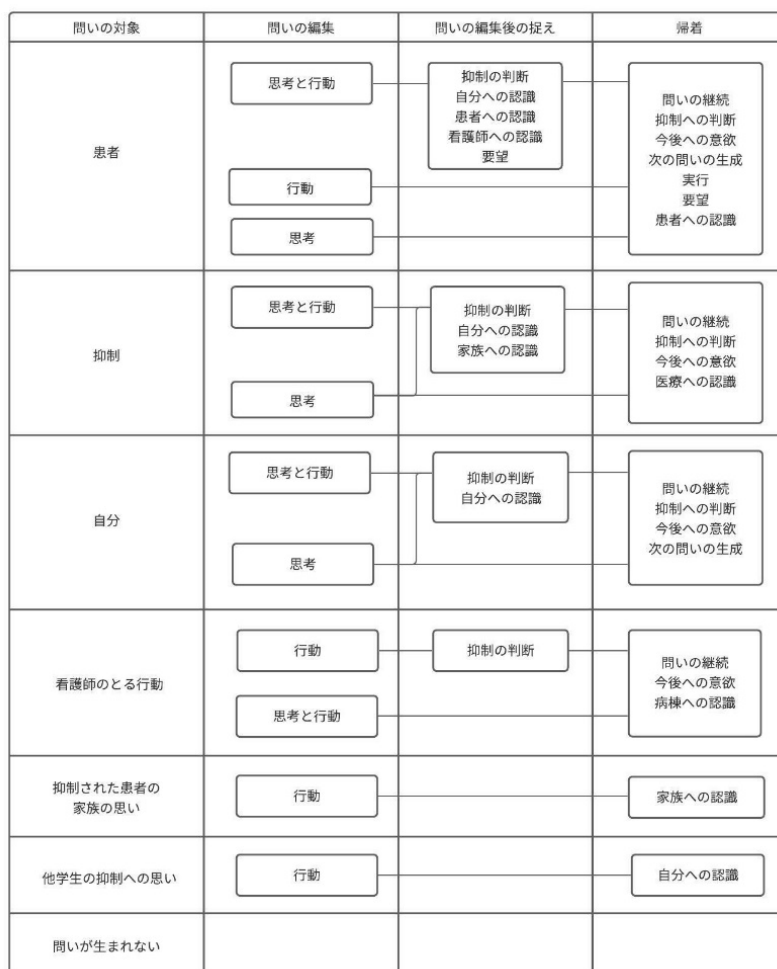 問いの対象
問いの編集
問いの編集後の捉え
帰着
患者
思考と行動
抑制の判断
自分への認識
患者への認識
看護師への認識
要望
行動
思考
問いの継続
抑制への判断
今後への意欲
次の問いの生成
実行
要望
患者への認識
抑制
思考と行動
思考
抑制の判断
自分への認識
家族への認識
問いの継続
抑制への判断
今後への意欲
医療への認識
自分
思考と行動
思考
抑制の判断
自分への認識
問いの継続
抑制への判断
今後への意欲
次の問いの生成
看護師のとる行動
行動
思考と行動
抑制の判断
問いの継続
今後への意欲
病棟への認識
抑制された患者の
家族の思い
行動
家族への認識
他学生の抑制への思い
行動
自分への認識
問いが生まれない